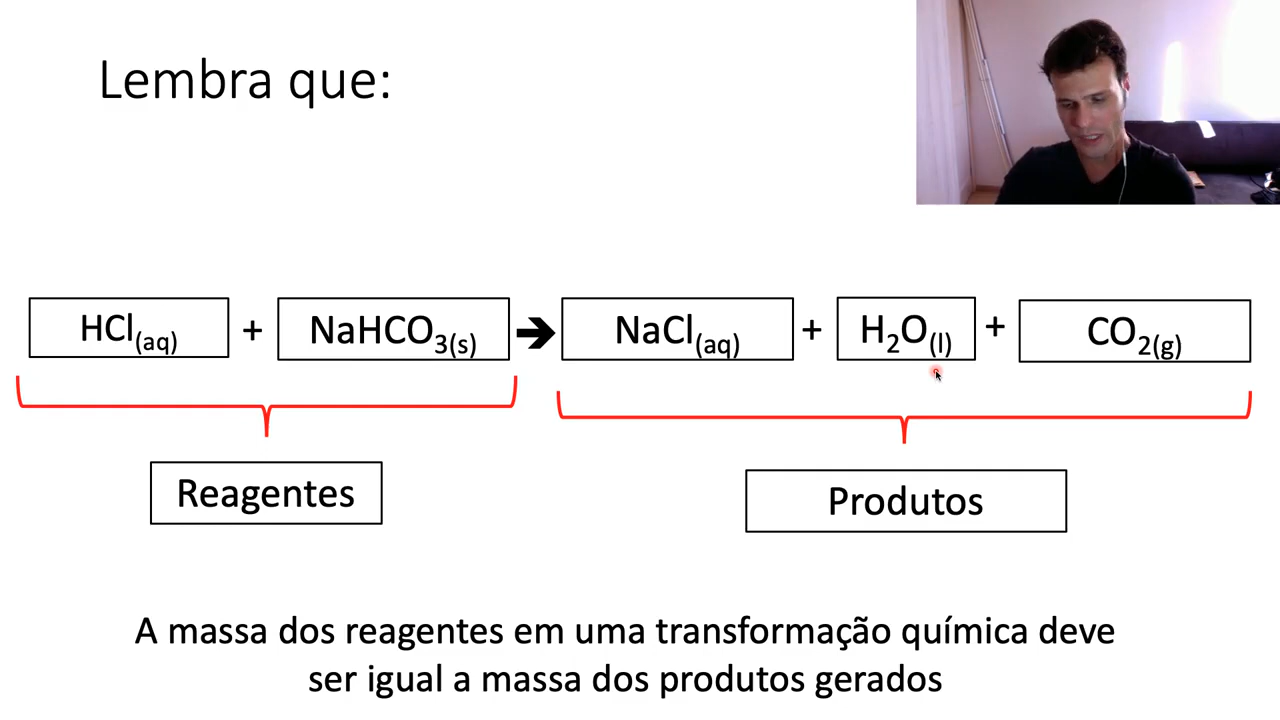 Lembra que:
HCl(aq) + NaHCO3(s) 🡺 NaCl(aq) + H2O(l) + CO2(g)
Reagentes
Produtos
A massa dos reagentes em uma transformação química deve
ser igual a massa dos produtos gerados